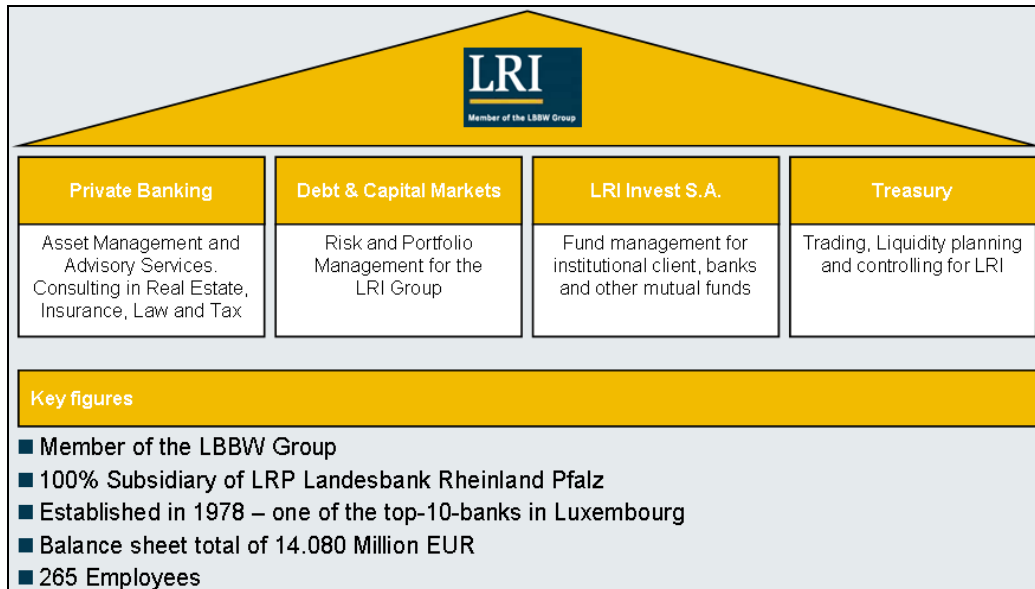 LRI
Member of the LBBW Group
Private Banking
Asset Management and
Advisory Services.
Consulting in Real Estate,
Insurance, Law and Tax
Debt & Capital Markets
Risk and Portfolio
Management for the
LRI Group
LRI Invest S.A.
Fund management for
institutional client, banks
and other mutual funds
Treasury
Trading, Liquidity planning
and controlling for LRI
Key figures
Member of the LBBW Group
100% Subsidiary of LRP Landesbank Rheinland Pfalz
Established in 1978 – one of the top-10-banks in Luxembourg
Balance sheet total of 14.080 Million EUR
265 Employees